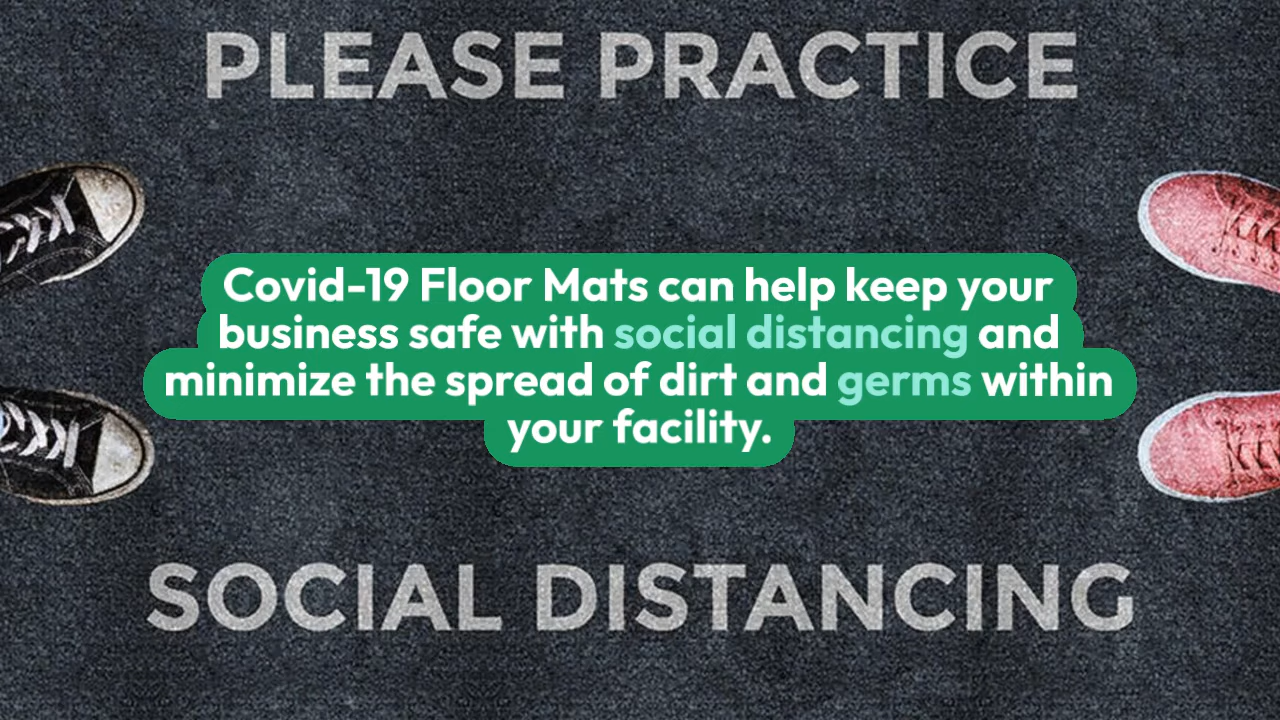 PLEASE PRACTICE
Covid-19 Floor Mats can help keep your
business safe with social distancing and
minimize the spread of dirt and germs within
your facility.
SOCIAL DISTANCING